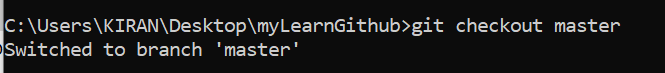 C:\Users\KIRAN\Desktop\myLearnGithub>git checkout master
Switched to branch 'master'